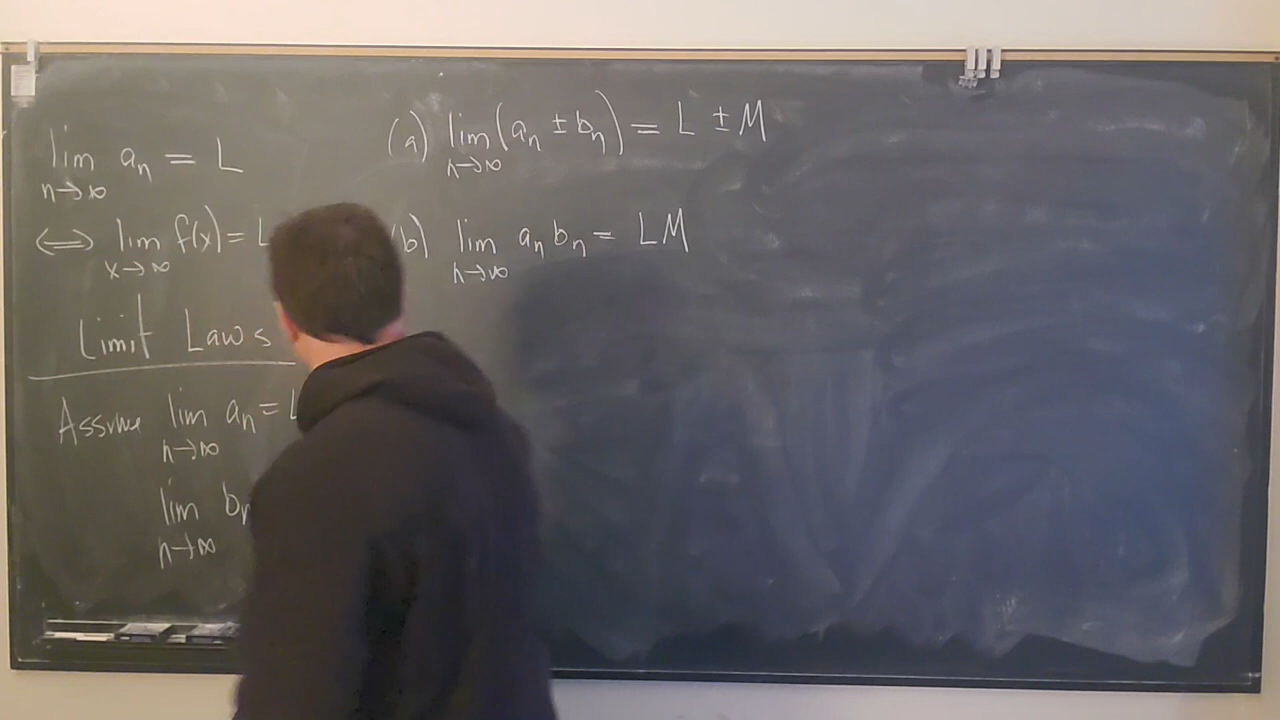 lim aₙ = L
n→∞
⟺ lim f(x) = L
x→∞
Limit Laws
Assume lim aₙ = L
n→∞
lim bₙ
n→∞
(a) lim (aₙ ± bₙ) = L ± M
n→∞
(b) lim aₙ bₙ = LM
n→∞